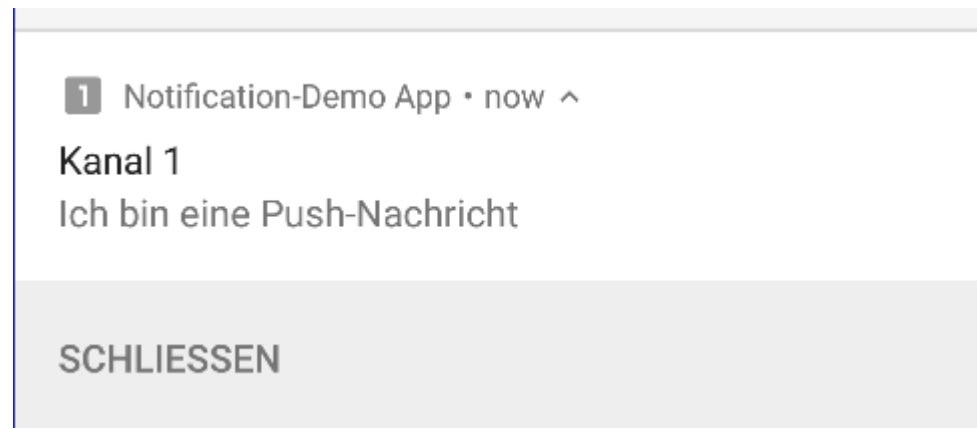 1 Notification-Demo App • now
Kanal 1
Ich bin eine Push-Nachricht
SCHLIESSEN